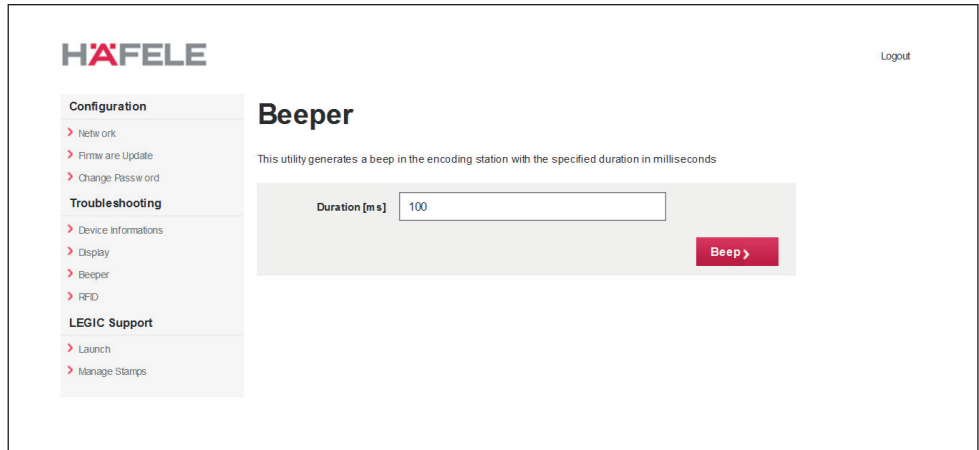 HÄFELE
Logout
Configuration
Network
Firmware Update
Change Password
Troubleshooting
Device Informations
Display
Beeper
RFID
LEGIC Support
Launch
Manage Stamps
Beeper
This utility generates a beep in the encoding station with the specified duration in milliseconds
Duration [ms] 100
Beep